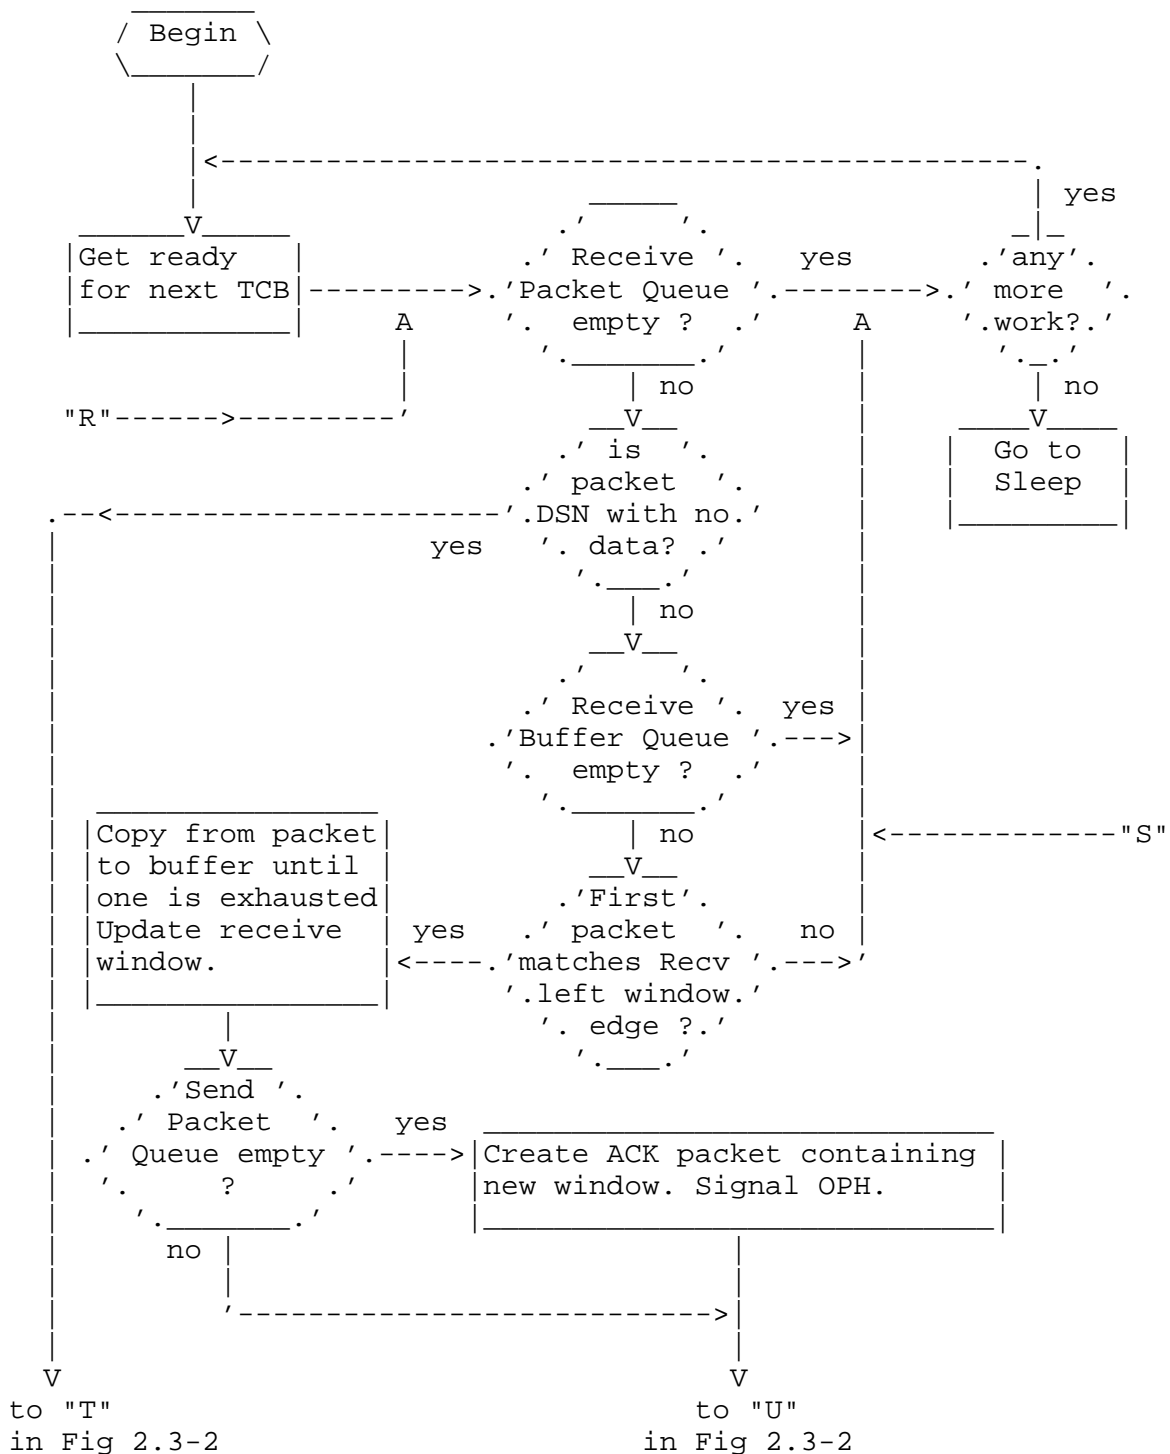 Begin
yes
Get ready
for next TCB
Receive
Packet Queue
empty ?
yes
any
more
work?
A
A
no
no
"R"
Go to
Sleep
is
packet
DSN with no
data?
yes
no
Receive
Buffer Queue
empty ?
yes
no
"S"
Copy from packet
to buffer until
one is exhausted
Update receive
window.
yes
First
packet
matches Recv
left window
edge ?
no
V
V
V
V
V
V
Send
Packet
Queue empty
?
yes
Create ACK packet containing
new window. Signal OPH.
no
V
V
to "T"
in Fig 2.3-2
to "U"
in Fig 2.3-2